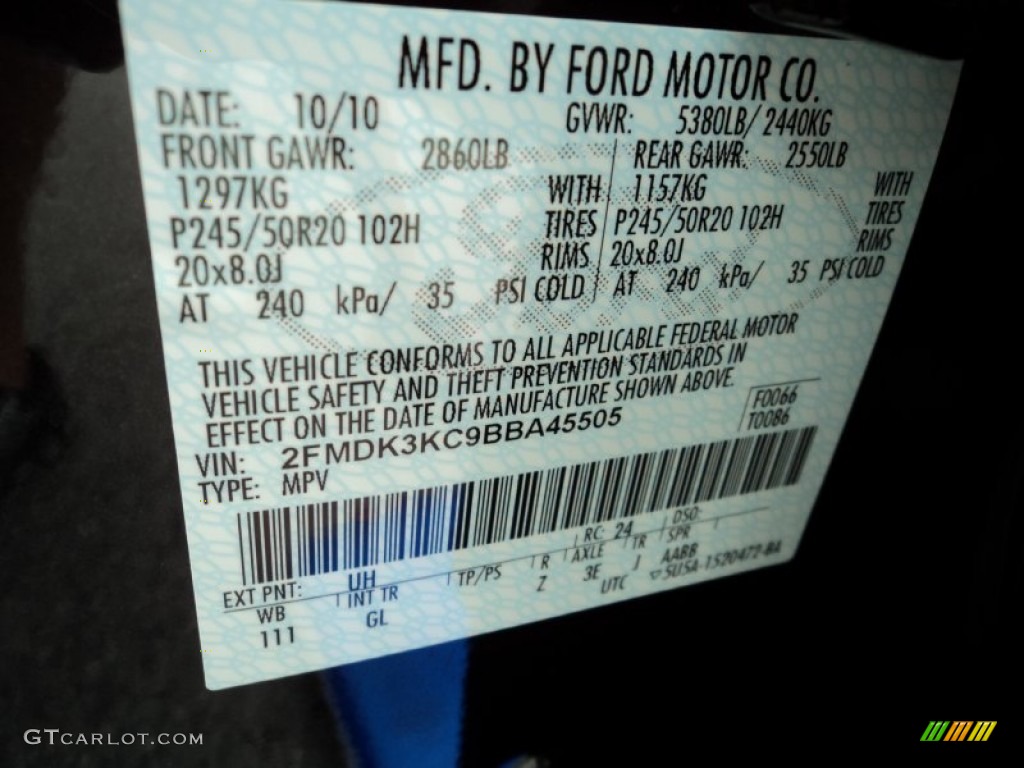 MFD. BY FORD MOTOR CO.
DATE: 10/10 GVWR: 5380LB/ 2440KG
FRONT GAWR: 2860LB REAR GAWR: 2550LB
1297KG WITH 1157KG WITH
P245/50R20 102H TIRES P245/50R20 102H TIRES
20x8.0J RIMS 20x8.0J RIMS
AT 240 kPa/ 35 PSI COLD AT 240 kPa/ 35 PSI COLD
THIS VEHICLE CONFORMS TO ALL APPLICABLE FEDERAL MOTOR
VEHICLE SAFETY AND THEFT PREVENTION STANDARDS IN
EFFECT ON THE DATE OF MANUFACTURE SHOWN ABOVE.
F0066
T0086
VIN: 2FMDK3KC9BBA45505
TYPE: MPV
EXT PNT: UH RC: 24 DSO:
WB INT TR TP/PS R AXLE TR SPR
111 GL Z 3E J AABB
UTC 5U5A-1520472-BA
GTCARLOT.COM